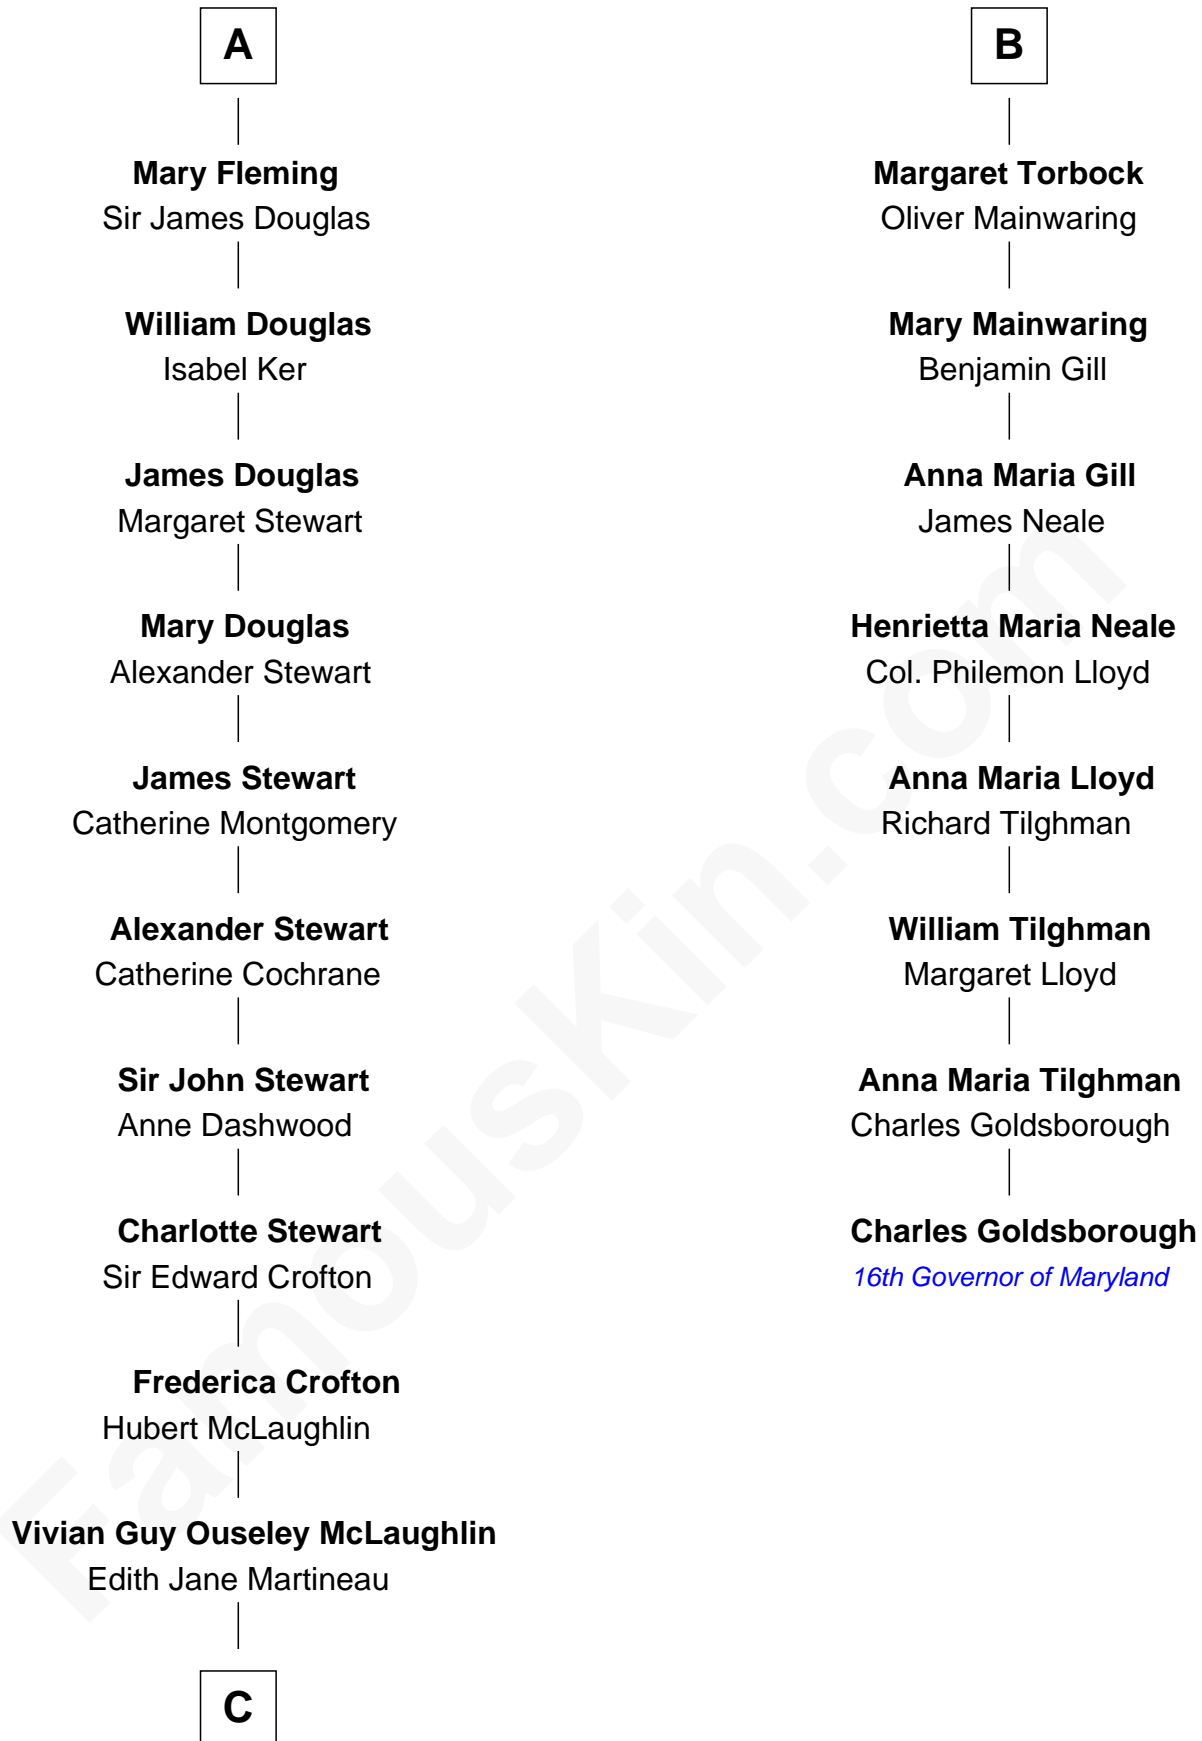 A
Mary Fleming
Sir James Douglas
William Douglas
Isabel Ker
James Douglas
Margaret Stewart
Mary Douglas
Alexander Stewart
James Stewart
Catherine Montgomery
Alexander Stewart
Catherine Cochrane
Sir John Stewart
Anne Dashwood
Charlotte Stewart
Sir Edward Crofton
Frederica Crofton
Hubert McLaughlin
Vivian Guy Ouseley McLaughlin
Edith Jane Martineau
C
B
Margaret Torbock
Oliver Mainwaring
Mary Mainwaring
Benjamin Gill
Anna Maria Gill
James Neale
Henrietta Maria Neale
Col. Philemon Lloyd
Anna Maria Lloyd
Richard Tilghman
William Tilghman
Margaret Lloyd
Anna Maria Tilghman
Charles Goldsborough
Charles Goldsborough
16th Governor of Maryland
FamousKin.com